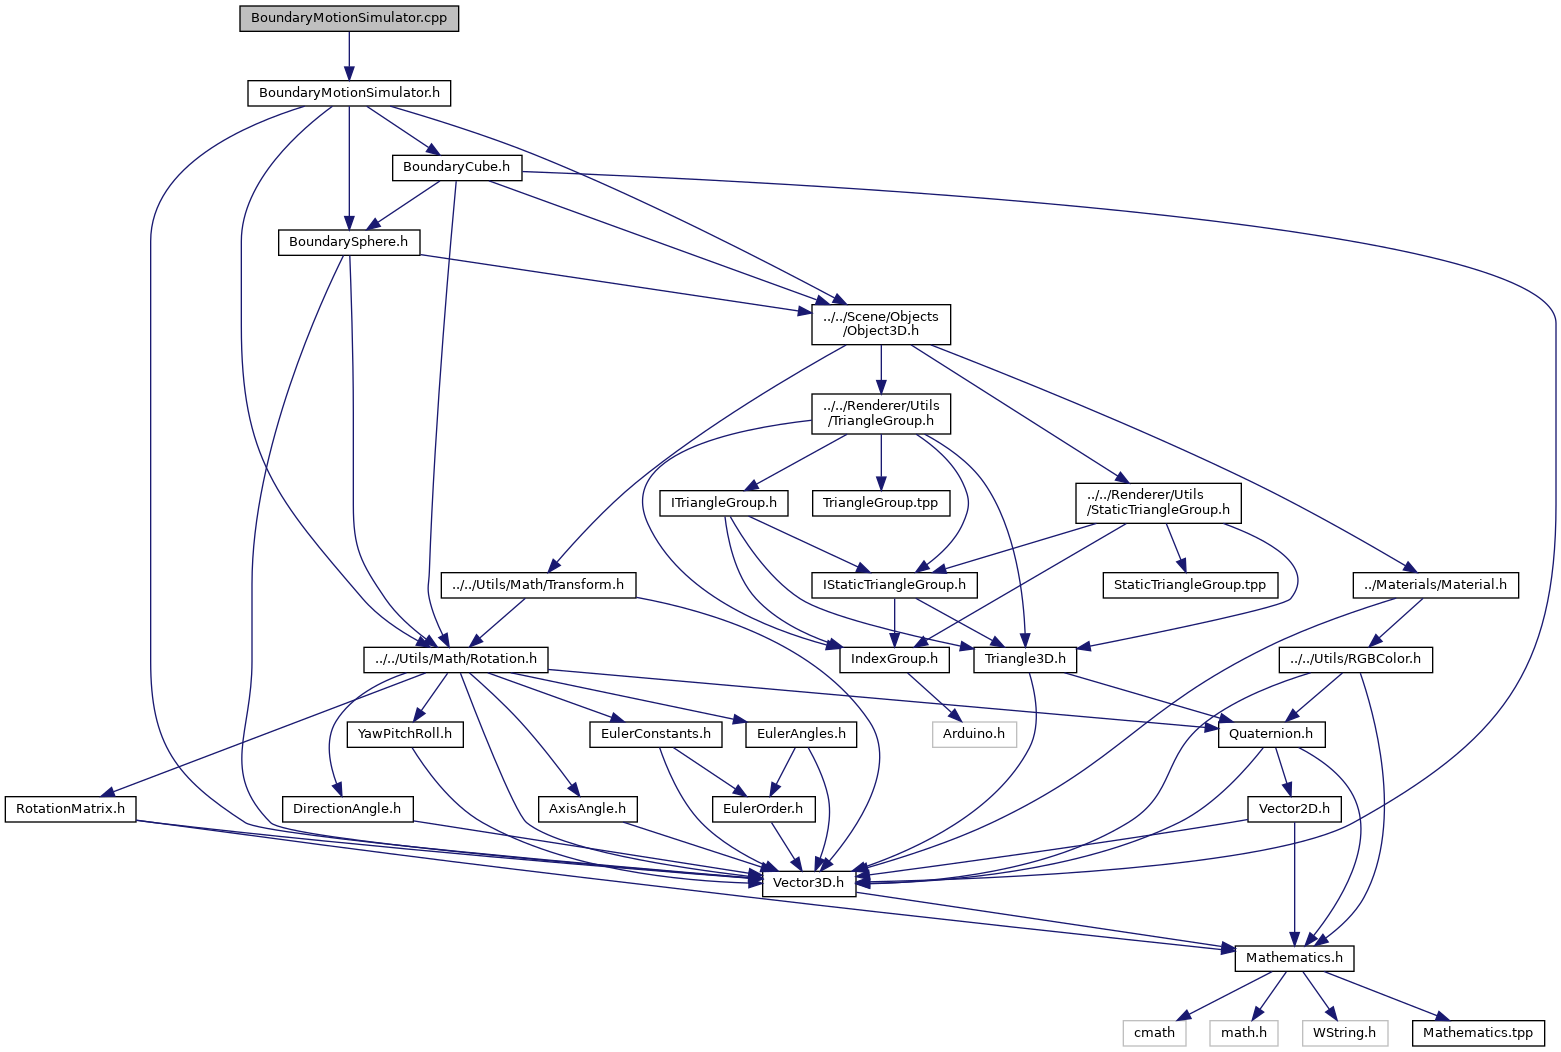 BoundaryMotionSimulator.cpp
BoundaryMotionSimulator.h
BoundaryCube.h
BoundarySphere.h
../../Scene/Objects
/Object3D.h
../../Renderer/Utils
/TriangleGroup.h
ITriangleGroup.h
TriangleGroup.tpp
../../Renderer/Utils
/StaticTriangleGroup.h
../../Utils/Math/Transform.h
IStaticTriangleGroup.h
StaticTriangleGroup.tpp
../Materials/Material.h
../../Utils/Math/Rotation.h
IndexGroup.h
Triangle3D.h
../../Utils/RGBColor.h
YawPitchRoll.h
EulerConstants.h
EulerAngles.h
Arduino.h
Quaternion.h
RotationMatrix.h
DirectionAngle.h
AxisAngle.h
EulerOrder.h
Vector2D.h
Vector3D.h
Mathematics.h
cmath
math.h
WString.h
Mathematics.tpp